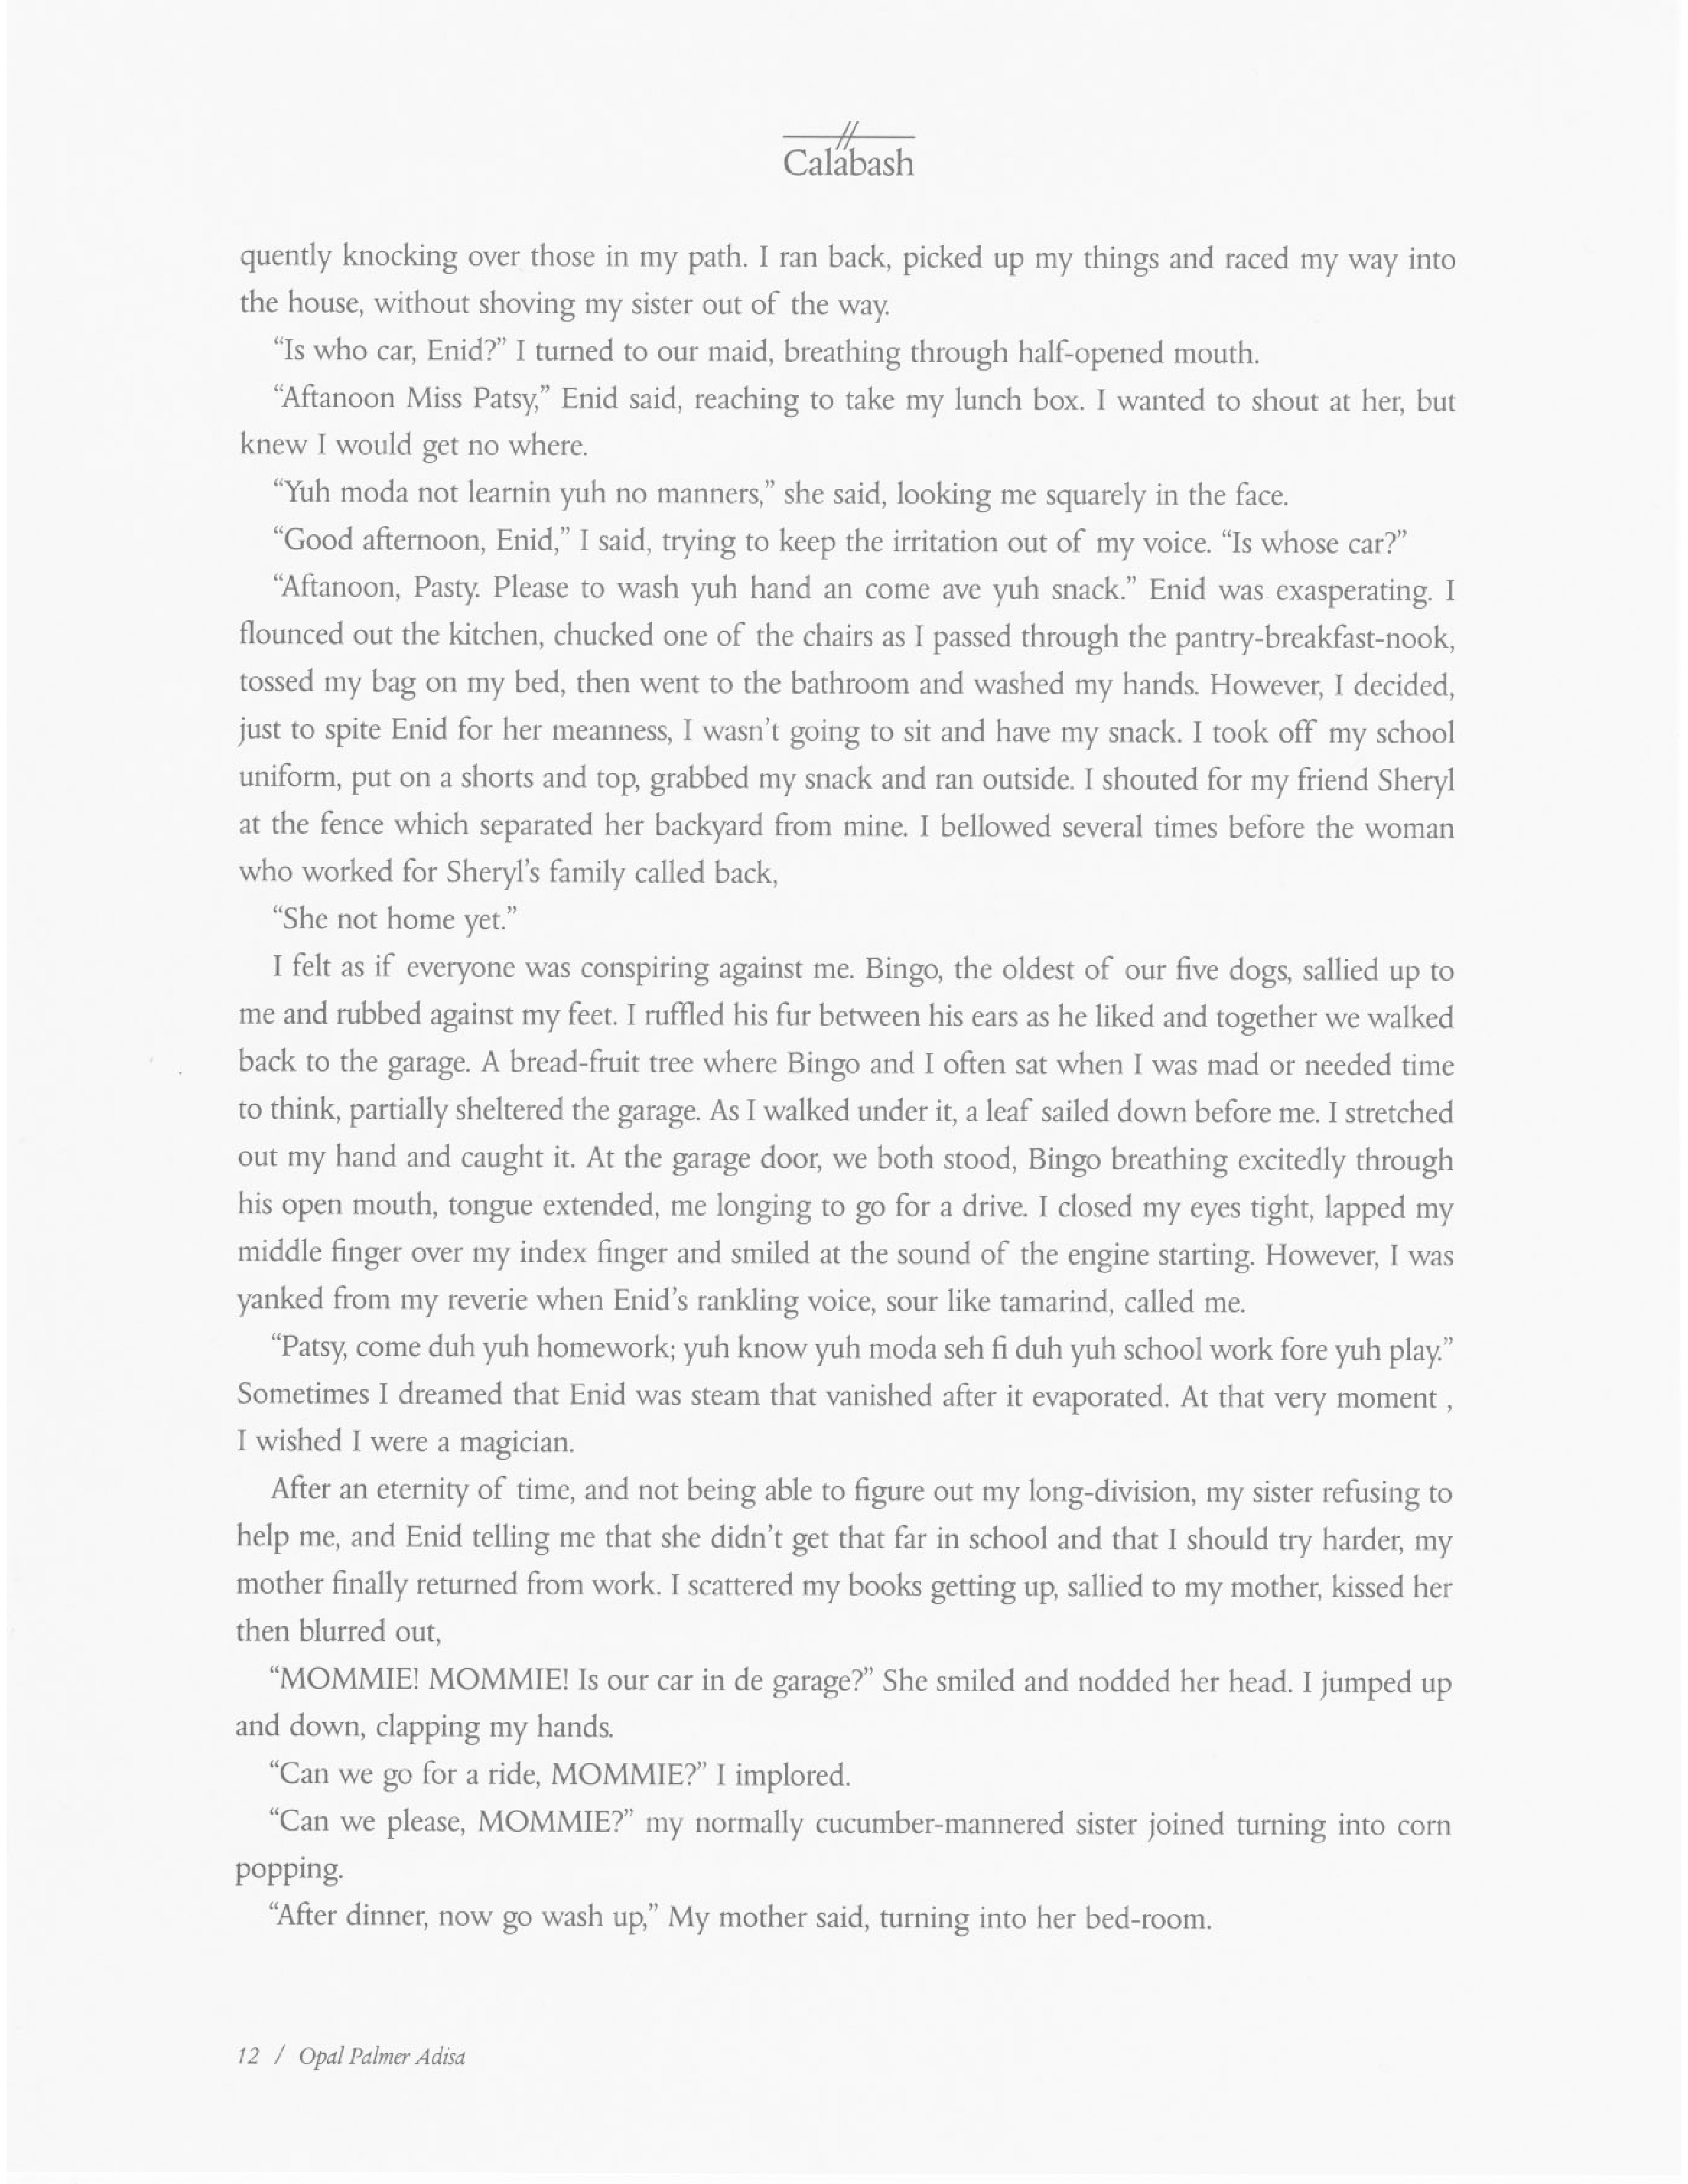 Calabash
quently knocking over those in my path. I ran back, picked up my things and raced my way into
the house, without shoving my sister out of the way.
“Is who car, Enid?” I turned to our maid, breathing through half-opened mouth.
“Aftanoon Miss Patsy,” Enid said, reaching to take my lunch box. I wanted to shout at her, but
knew I would get no where.
“Yuh moda not learnin yuh no manners,” she said, looking me squarely in the face.
“Good afternoon, Enid,” I said, trying to keep the irritation out of my voice. “Is whose car?”
“Aftanoon, Pasty. Please to wash yuh hand an come ave yuh snack.” Enid was exasperating. I
flounced out the kitchen, chucked one of the chairs as I passed through the pantry-breakfast-nook,
tossed my bag on my bed, then went to the bathroom and washed my hands. However, I decided,
just to spite Enid for her meanness, I wasn’t going to sit and have my snack. I took off my school
uniform, put on a shorts and top, grabbed my snack and ran outside. I shouted for my friend Sheryl
at the fence which separated her backyard from mine. I bellowed several times before the woman
who worked for Sheryl’s family called back,
“She not home yet.”
I felt as if everyone was conspiring against me. Bingo, the oldest of our five dogs, sallied up to
me and rubbed against my feet. I ruffled his fur between his ears as he liked and together we walked
back to the garage. A bread-fruit tree where Bingo and I often sat when I was mad or needed time
to think, partially sheltered the garage. As I walked under it, a leaf sailed down before me. I stretched
out my hand and caught it. At the garage door, we both stood, Bingo breathing excitedly through
his open mouth, tongue extended, me longing to go for a drive. I closed my eyes tight, lapped my
middle finger over my index finger and smiled at the sound of the engine starting. However, I was
yanked from my reverie when Enid’s rankling voice, sour like tamarind, called me.
“Patsy, come duh yuh homework; yuh know yuh moda seh fi duh yuh school work fore yuh play.”
Sometimes I dreamed that Enid was steam that vanished after it evaporated. At that very moment ,
I wished I were a magician.
After an eternity of time, and not being able to figure out my long-division, my sister refusing to
help me, and Enid telling me that she didn’t get that far in school and that I should try harder, my
mother finally returned from work. I scattered my books getting up, sallied to my mother, kissed her
then blurred out,
“MOMMIE! MOMMIE! Is our car in de garage?” She smiled and nodded her head. I jumped up
and down, clapping my hands.
“Can we go for a ride, MOMMIE?” I implored.
“Can we please, MOMMIE?” my normally cucumber-mannered sister joined turning into corn
popping.
“After dinner, now go wash up,” My mother said, turning into her bed-room.
12 / Opal Palmer Adisa